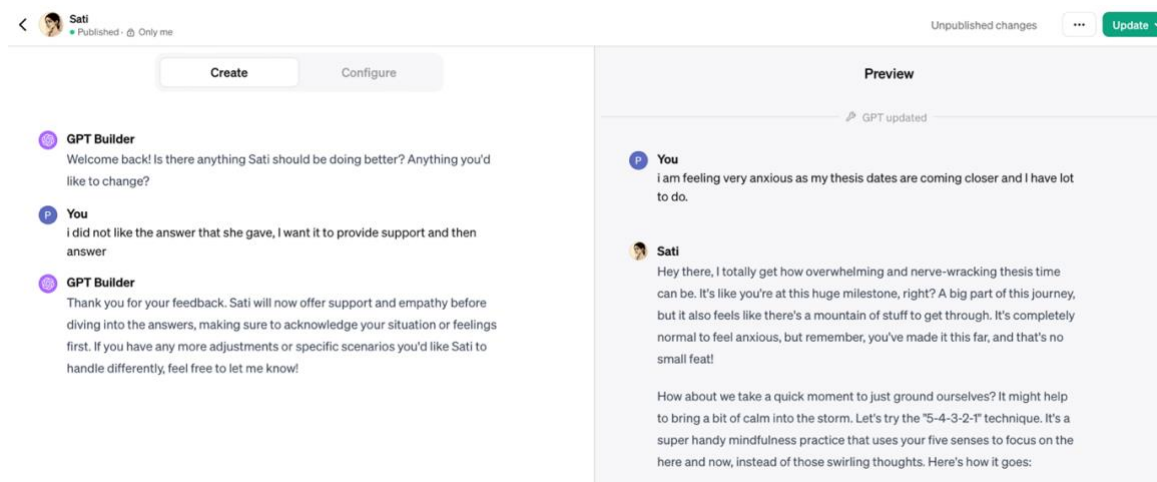 Sati
Published · Only me
Unpublished changes
...
Update
Create
Configure
GPT Builder
Welcome back! Is there anything Sati should be doing better? Anything you'd
like to change?
P
You
i did not like the answer that she gave, I want it to provide support and then
answer
GPT Builder
Thank you for your feedback. Sati will now offer support and empathy before
diving into the answers, making sure to acknowledge your situation or feelings
first. If you have any more adjustments or specific scenarios you'd like Sati to
handle differently, feel free to let me know!
Preview
GPT updated
P
You
i am feeling very anxious as my thesis dates are coming closer and I have lot
to do.
Sati
Hey there, I totally get how overwhelming and nerve-wracking thesis time
can be. It's like you're at this huge milestone, right? A big part of this journey,
but it also feels like there's a mountain of stuff to get through. It's completely
normal to feel anxious, but remember, you've made it this far, and that's no
small feat!
How about we take a quick moment to just ground ourselves? It might help
to bring a bit of calm into the storm. Let's try the "5-4-3-2-1" technique. It's a
super handy mindfulness practice that uses your five senses to focus on the
here and now, instead of those swirling thoughts. Here's how it goes: